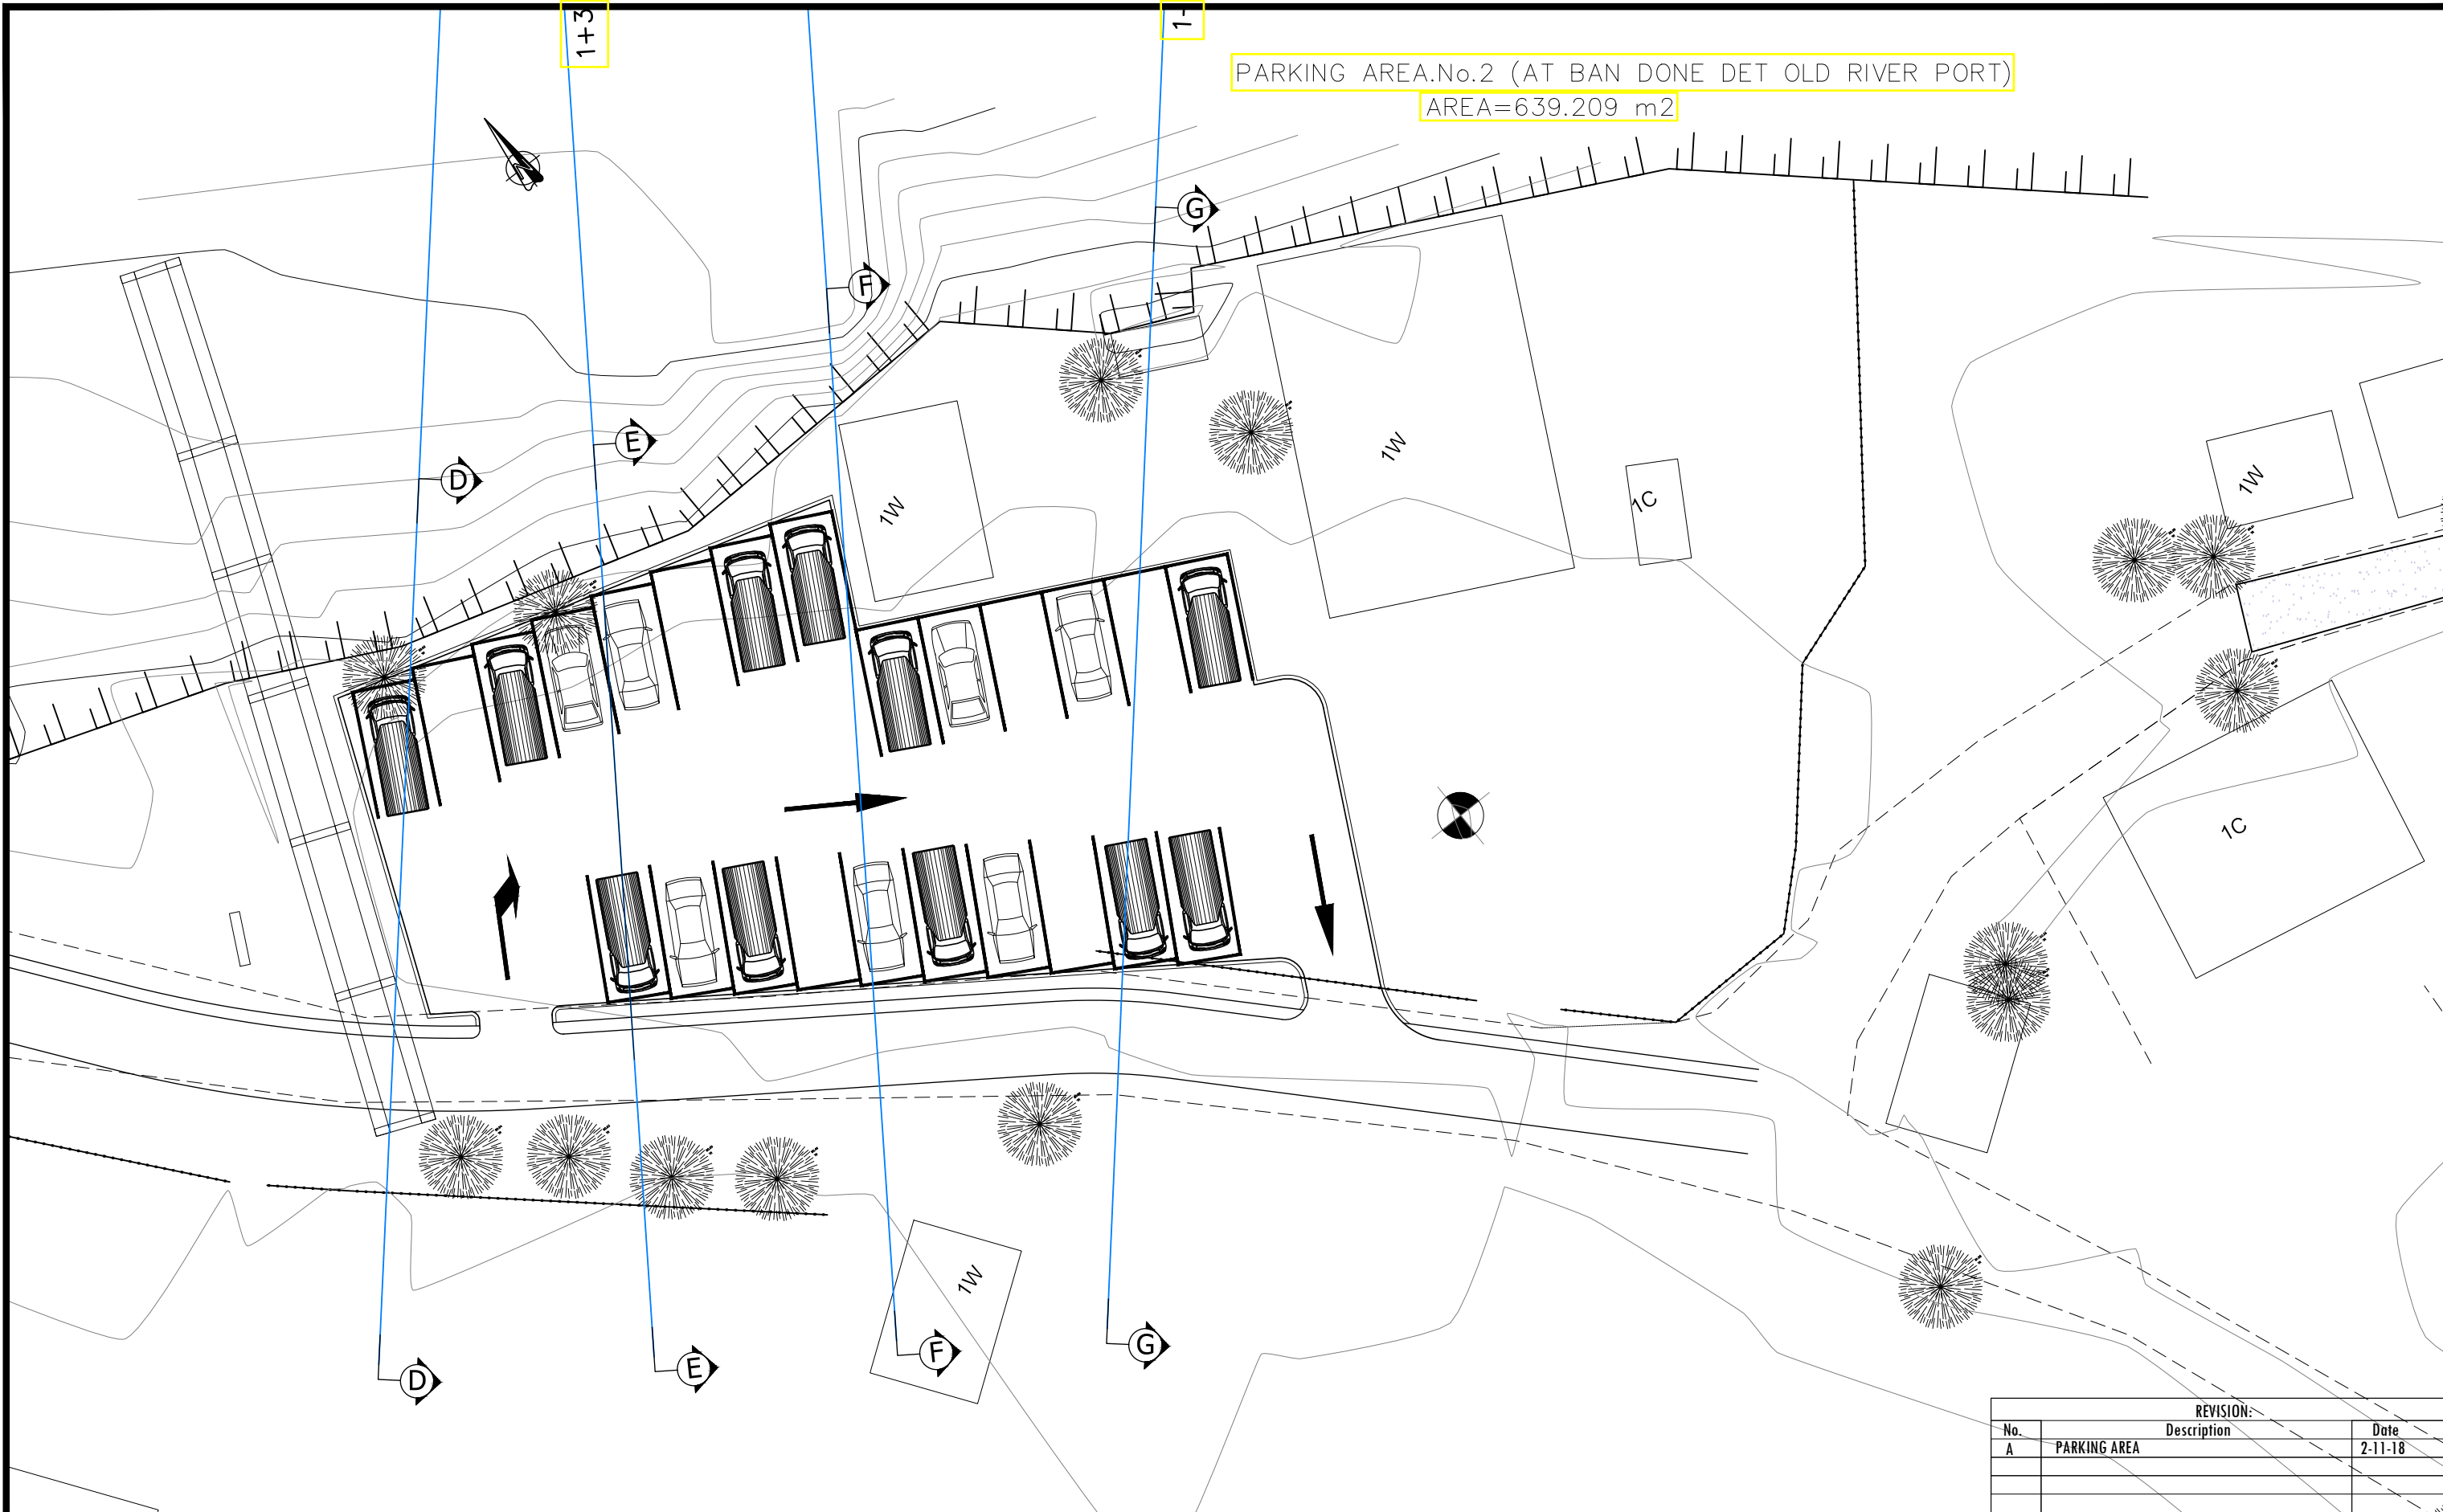 1+3
1-
PARKING AREA.No.2 (AT BAN DONE DET OLD RIVER PORT)
AREA=639.209 m2
G
F
E
D
1W
1W
1C
1W
1C
1W
D
E
F
G
REVISION:
No. Description Date
A PARKING AREA 2-11-18